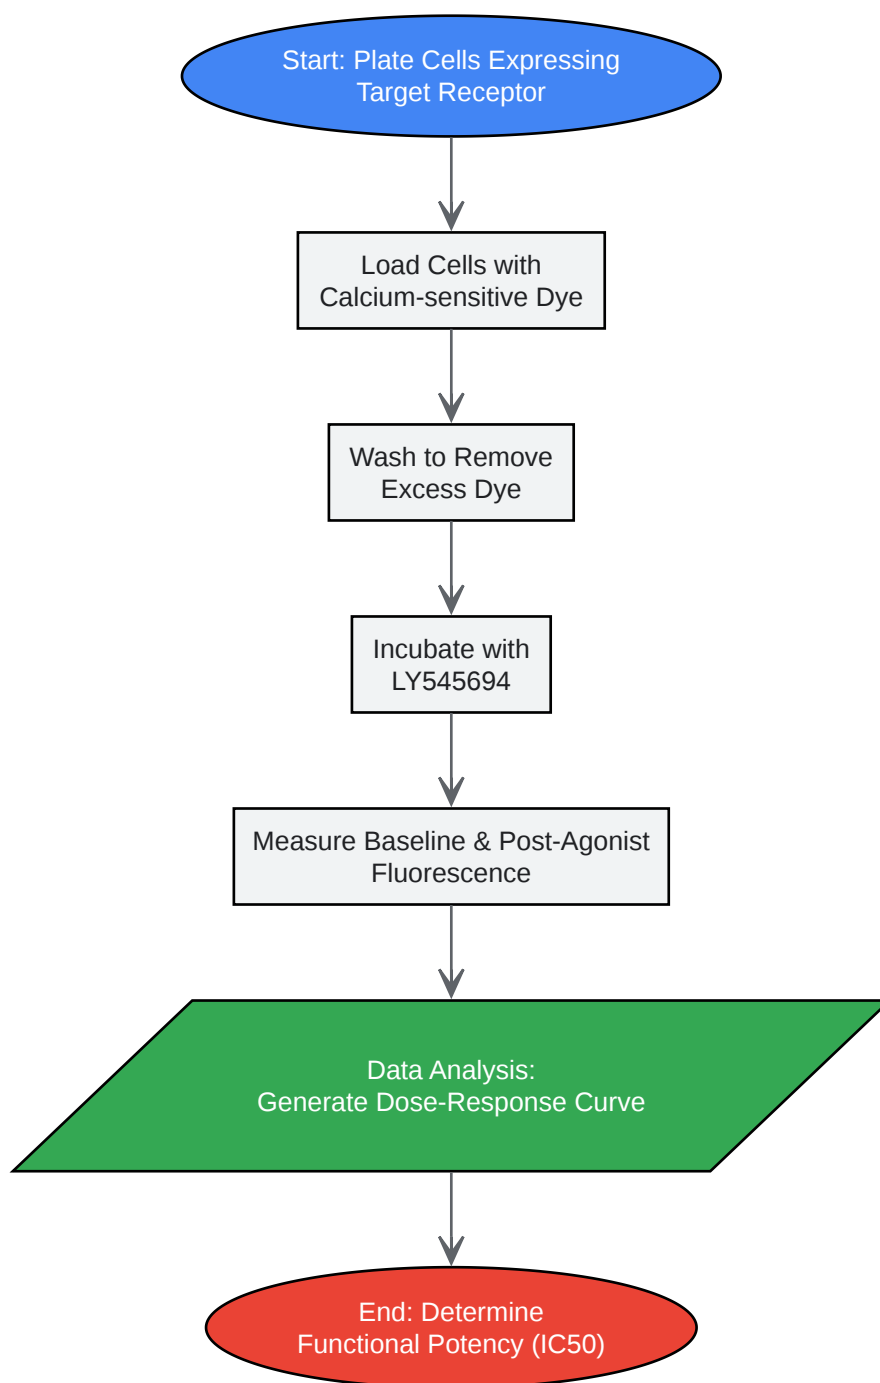 Start: Plate Cells Expressing
Target Receptor
Load Cells with
Calcium-sensitive Dye
Wash to Remove
Excess Dye
Incubate with
LY545694
Measure Baseline & Post-Agonist
Fluorescence
Data Analysis:
Generate Dose-Response Curve
End: Determine
Functional Potency (IC50)